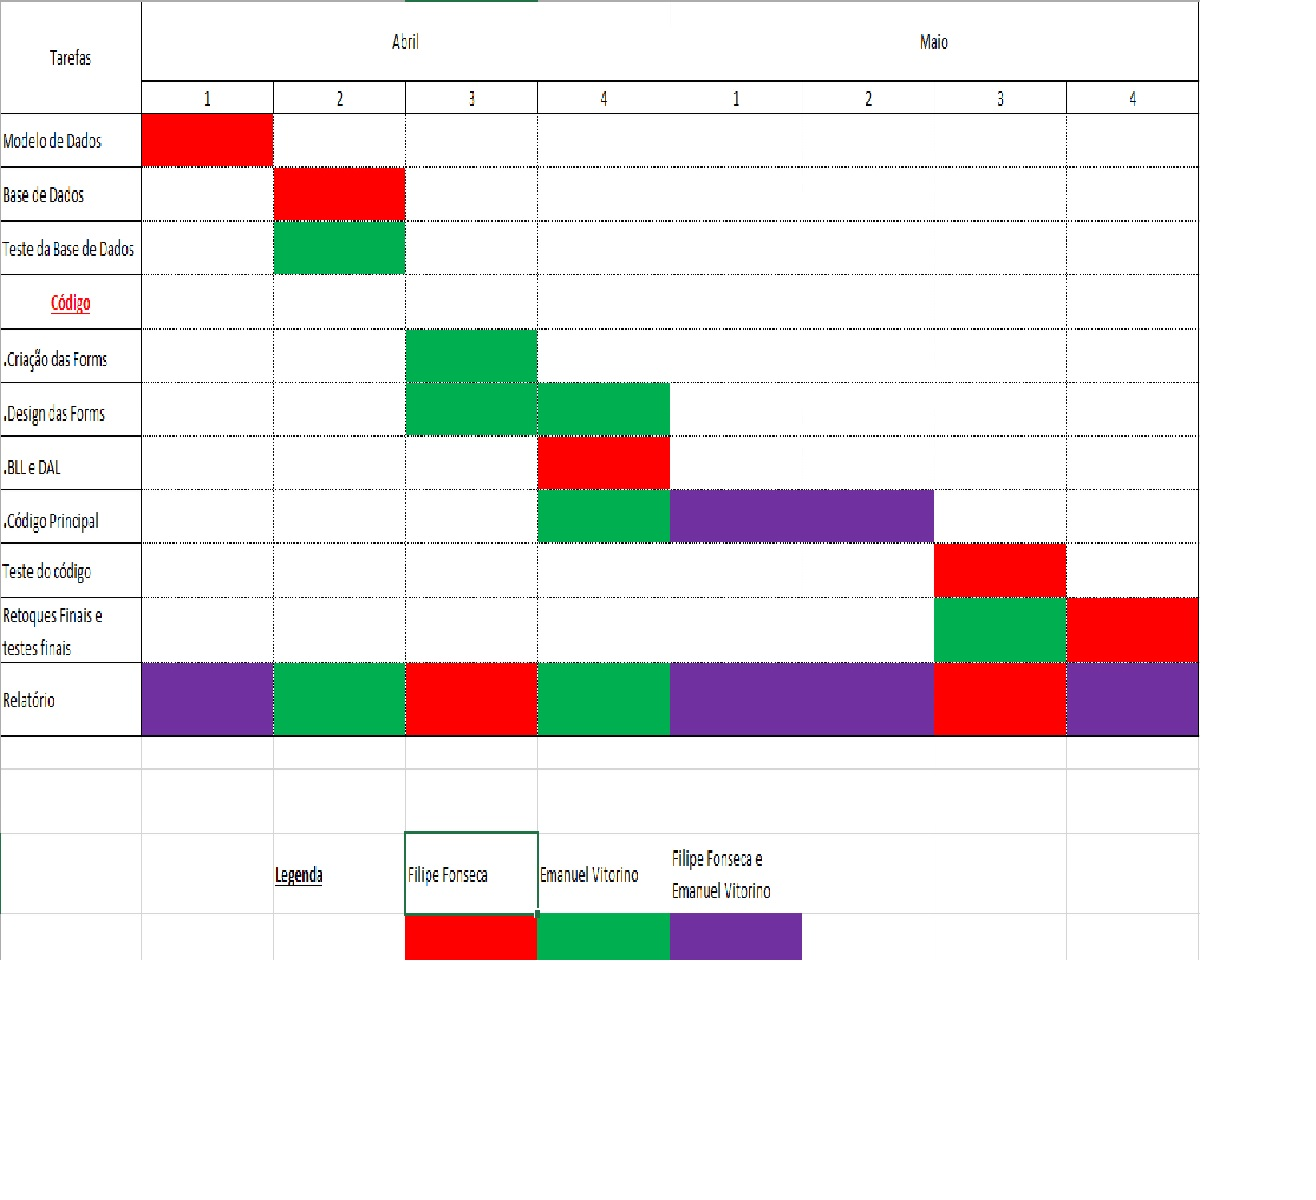 Tarefas
Abril
Maio
1 2 3 4 1 2 3 4
Modelo de Dados
Base de Dados
Teste da Base de Dados
Código
.Criação das Forms
.Design das Forms
.BLL e DAL
.Código Principal
Teste do código
Retoques Finais e
testes finais
Relatório
Legenda
Filipe Fonseca
Emanuel Vitorino
Filipe Fonseca e
Emanuel Vitorino